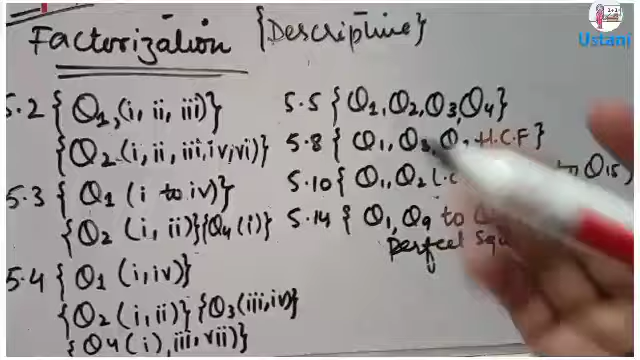 Factorization {Descriptive}
5.2 { Q1,(i, ii, iii)}
{Q2 (i, ii, iii, iv, vi)}
5.3 { Q1 (i to iv)}
{Q2 (i, ii)}{Q4(i)}
5.4 { Q1 (i,iv)}
{Q2 (i,ii)}{Q3(iii,iv)}
{Q4(i),iii, vii)}
5.5 { Q1, Q2, Q3, Q4}
5.8 { Q1, Q3, H.C.F}
5.10 { Q1, Q2 to Q15)
5.14 { Q1, Q9 to
Perfect
Ustani